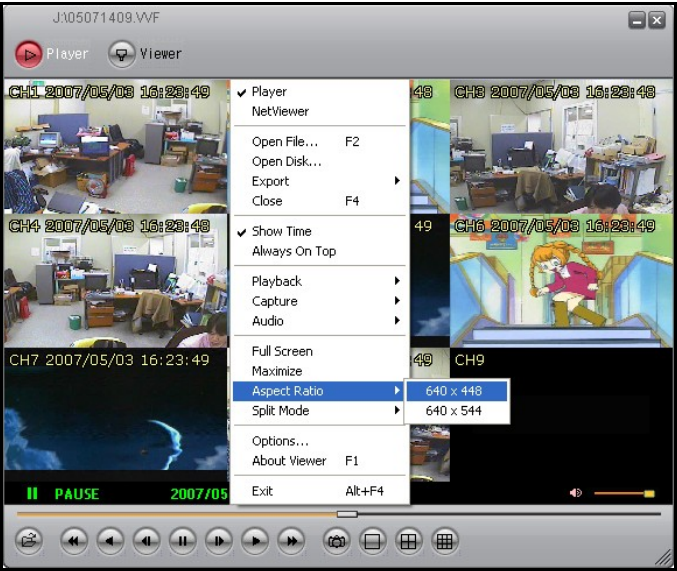 J:\05071409.VVF
Player Viewer
CH1 2007/05/03 16:23:49
48
CH3 2007/05/03 16:23:48
Player
NetViewer
Open File... F2
Open Disk...
Export
Close F4
Show Time
Always On Top
Playback
Capture
Audio
Full Screen
Maximize
Aspect Ratio
Split Mode
Options...
About Viewer F1
Exit Alt+F4
640 x 448
640 x 544
CH4 2007/05/03 16:23:48
49
CH6 2007/05/03 16:23:49
CH7 2007/05/03 16:23:49
49
CH9
PAUSE 2007/05